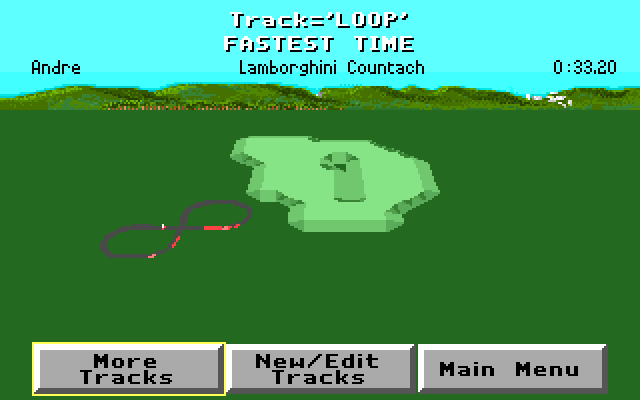 Track='LOOP'
FASTEST TIME
Andre Lamborghini Countach 0:33.20
More
Tracks
New/Edit
Tracks
Main Menu